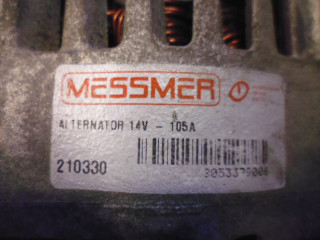 MESSMER
ALTERNATOR 14V - 105A
210330